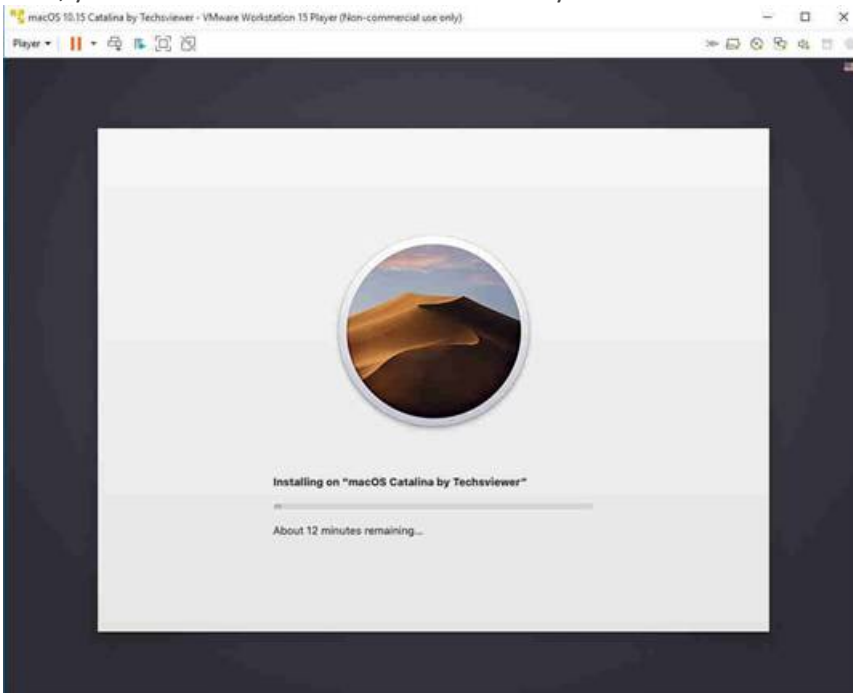 macOS 10.15 Catalina by Techsviewer - VMware Workstation 15 Player (Non-commercial use only)
Player
Installing on "macOS Catalina by Techsviewer"
About 12 minutes remaining...